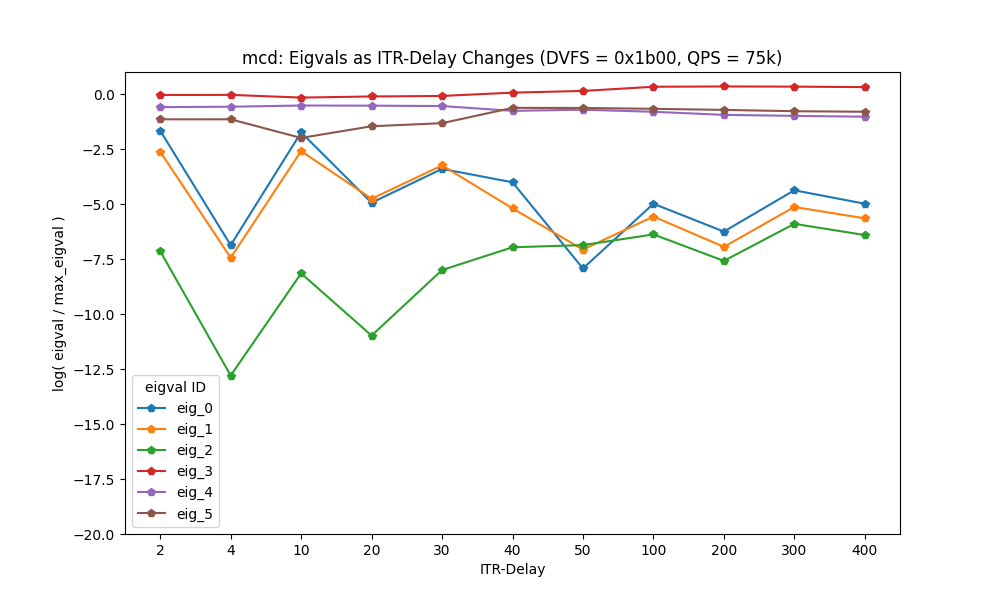 mcd: Eigvals as ITR-Delay Changes (DVFS = 0x1b00, QPS = 75k)
log( eigval / max_eigval )
0.0
−2.5
−5.0
−7.5
−10.0
−12.5
−15.0
−17.5
−20.0
eigval ID
eig_0
eig_1
eig_2
eig_3
eig_4
eig_5
2 4 10 20 30 40 50 100 200 300 400
ITR-Delay